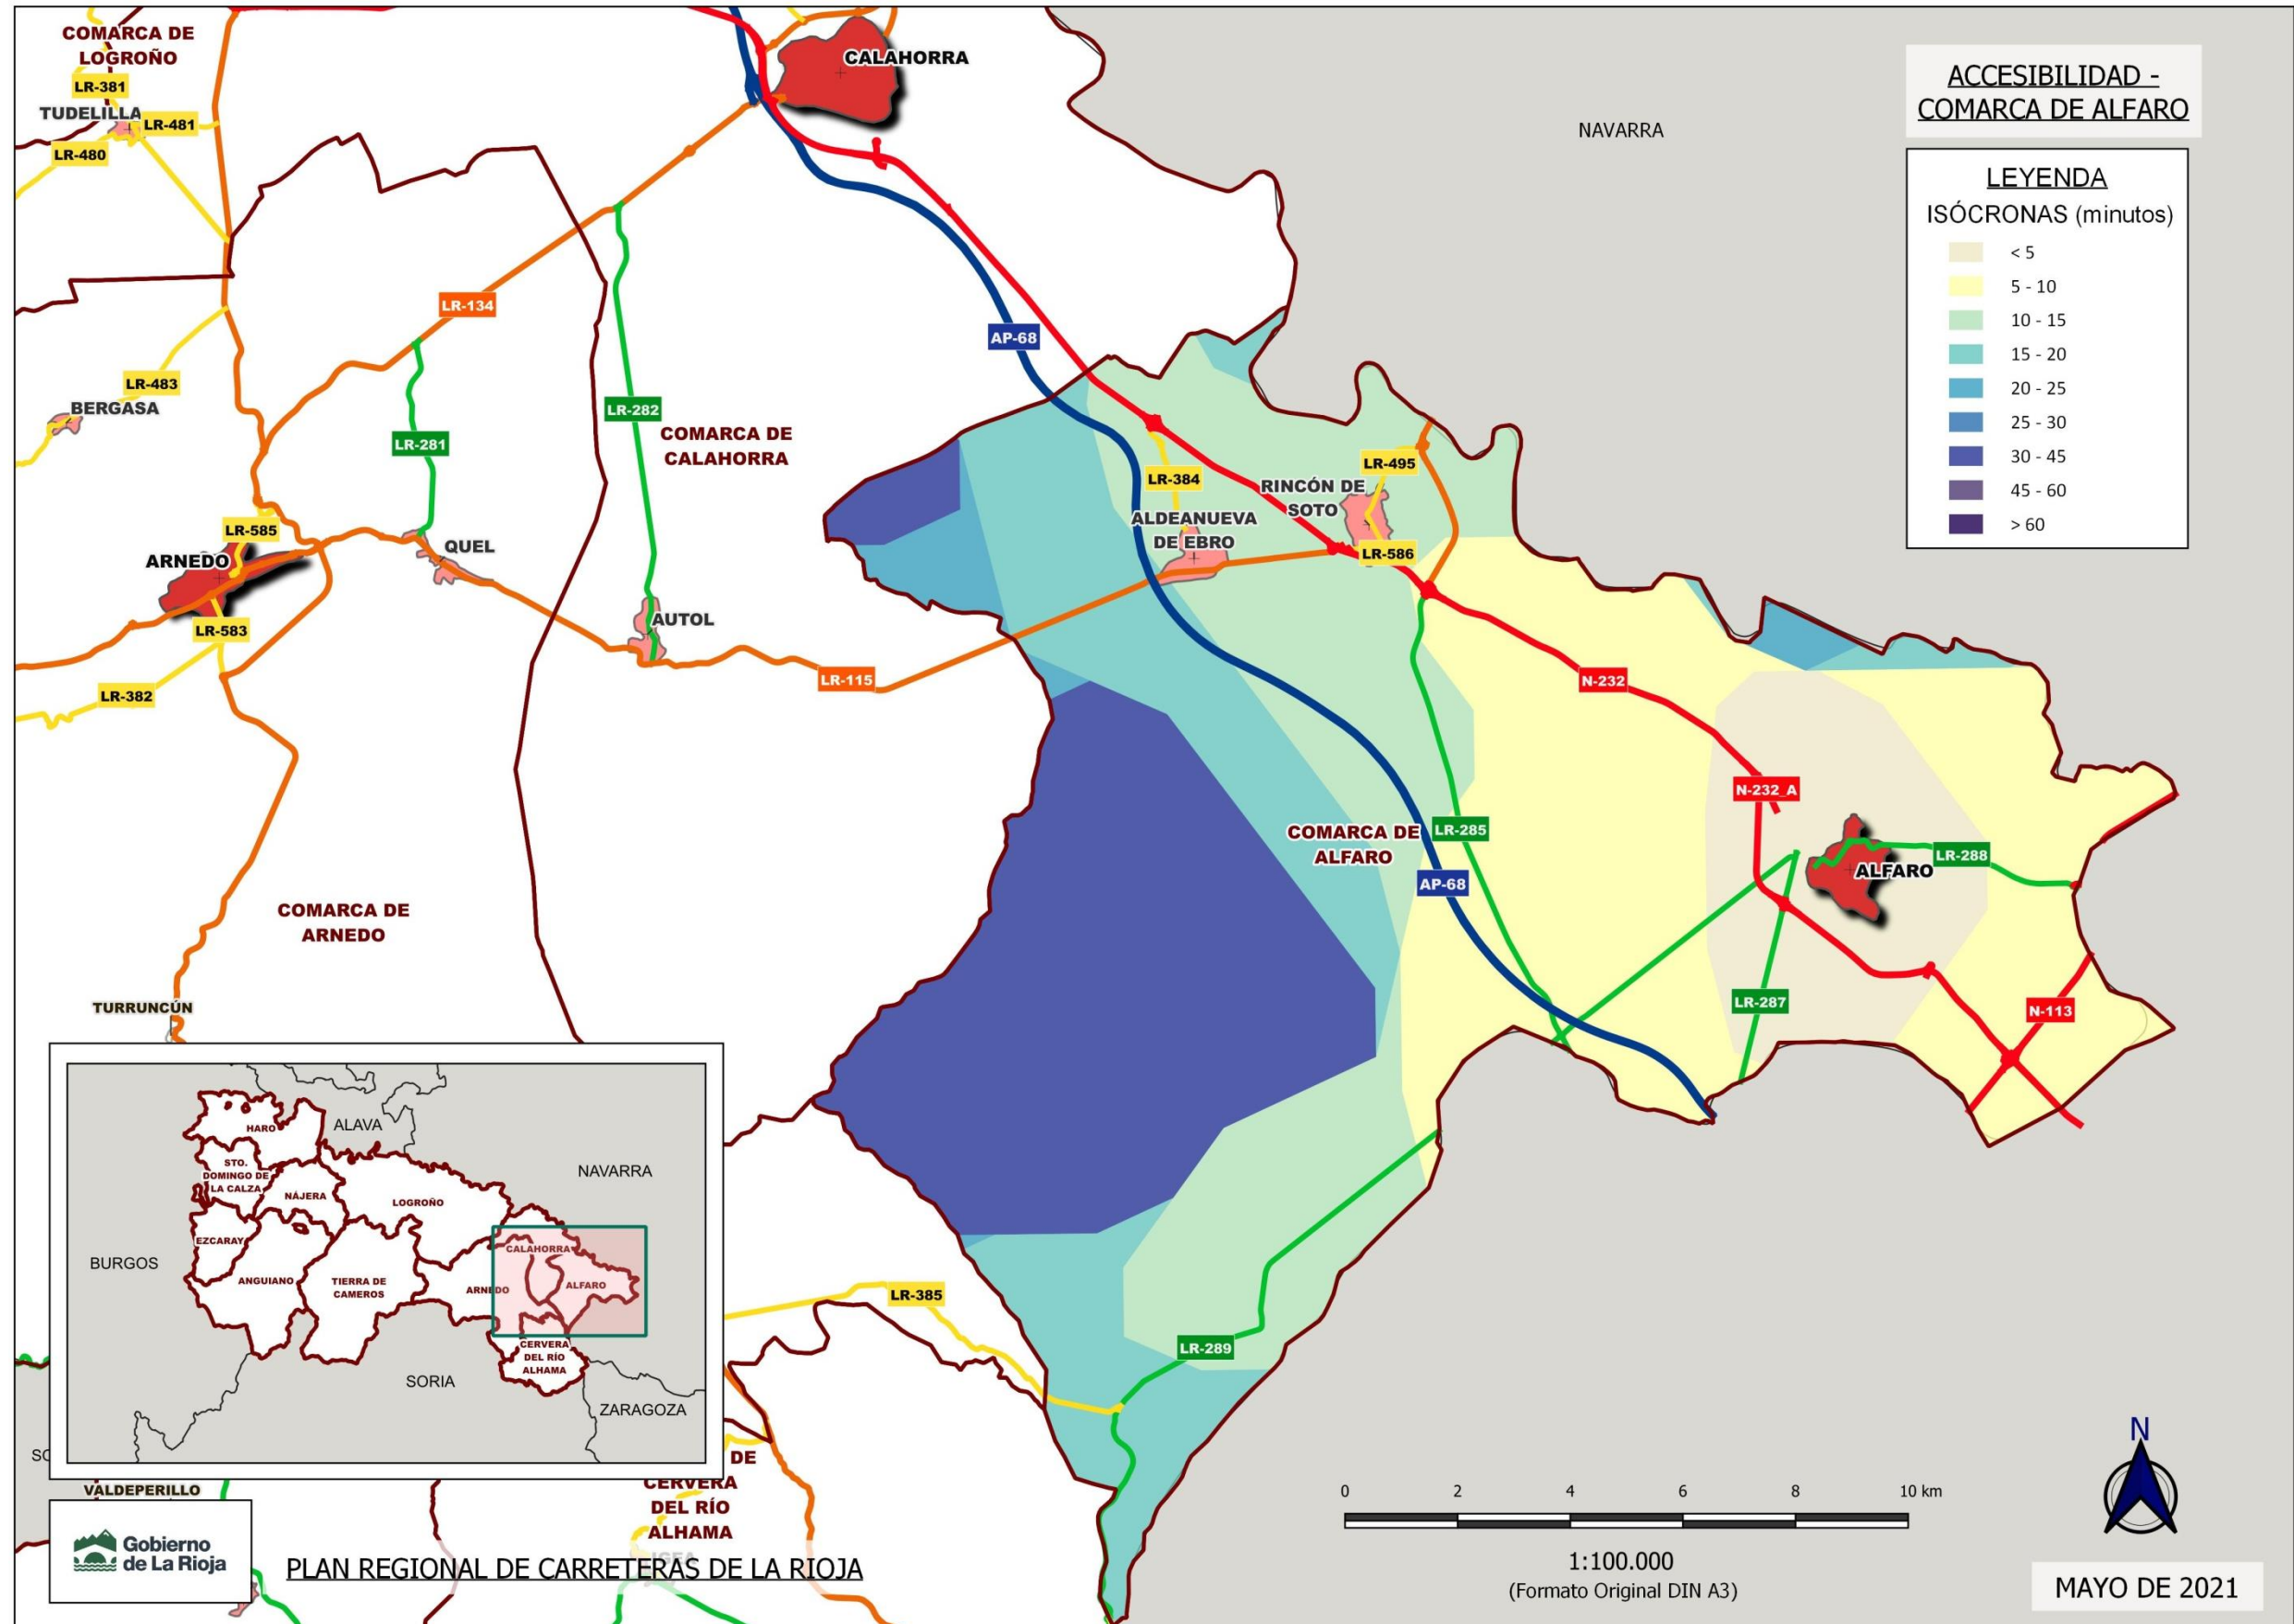 COMARCA DE
LOGROÑO
LR-381
TUDELILLA
LR-481
LR-480
CALAHORRA
NAVARRA
ACCESIBILIDAD -
COMARCA DE ALFARO
LEYENDA
ISÓCRONAS (minutos)
< 5
5 - 10
10 - 15
15 - 20
20 - 25
25 - 30
30 - 45
45 - 60
> 60
LR-134
AP-68
LR-483
BERGASA
LR-282
LR-281
COMARCA DE
CALAHORRA
LR-384
LR-495
RINCÓN DE
SOTO
ALDEANUEVA
DE EBRO
LR-586
LR-585
ARNEDO
QUEL
LR-583
AUTOL
LR-382
LR-115
N-232
N-232_A
COMARCA DE
ALFARO
LR-285
AP-68
LR-288
ALFARO
COMARCA DE
ARNEDO
LR-287
N-113
TURRUNCÚN
HARO
ALAVA
STO.
DOMINGO DE
LA CALZA
NÁJERA
NAVARRA
LOGROÑO
EZCARAY
BURGOS
CALAHORRA
ANGUIANO
TIERRA DE
CAMEROS
ARNEDO
ALFARO
CERVERA
DEL RÍO
ALHAMA
SORIA
ZARAGOZA
LR-385
LR-289
SO
VALDEPERILLO
DE
CERVERA
DEL RÍO
ALHAMA
IGEA
Gobierno
de La Rioja
PLAN REGIONAL DE CARRETERAS DE LA RIOJA
0 2 4 6 8 10 km
1:100.000
(Formato Original DIN A3)
N
MAYO DE 2021